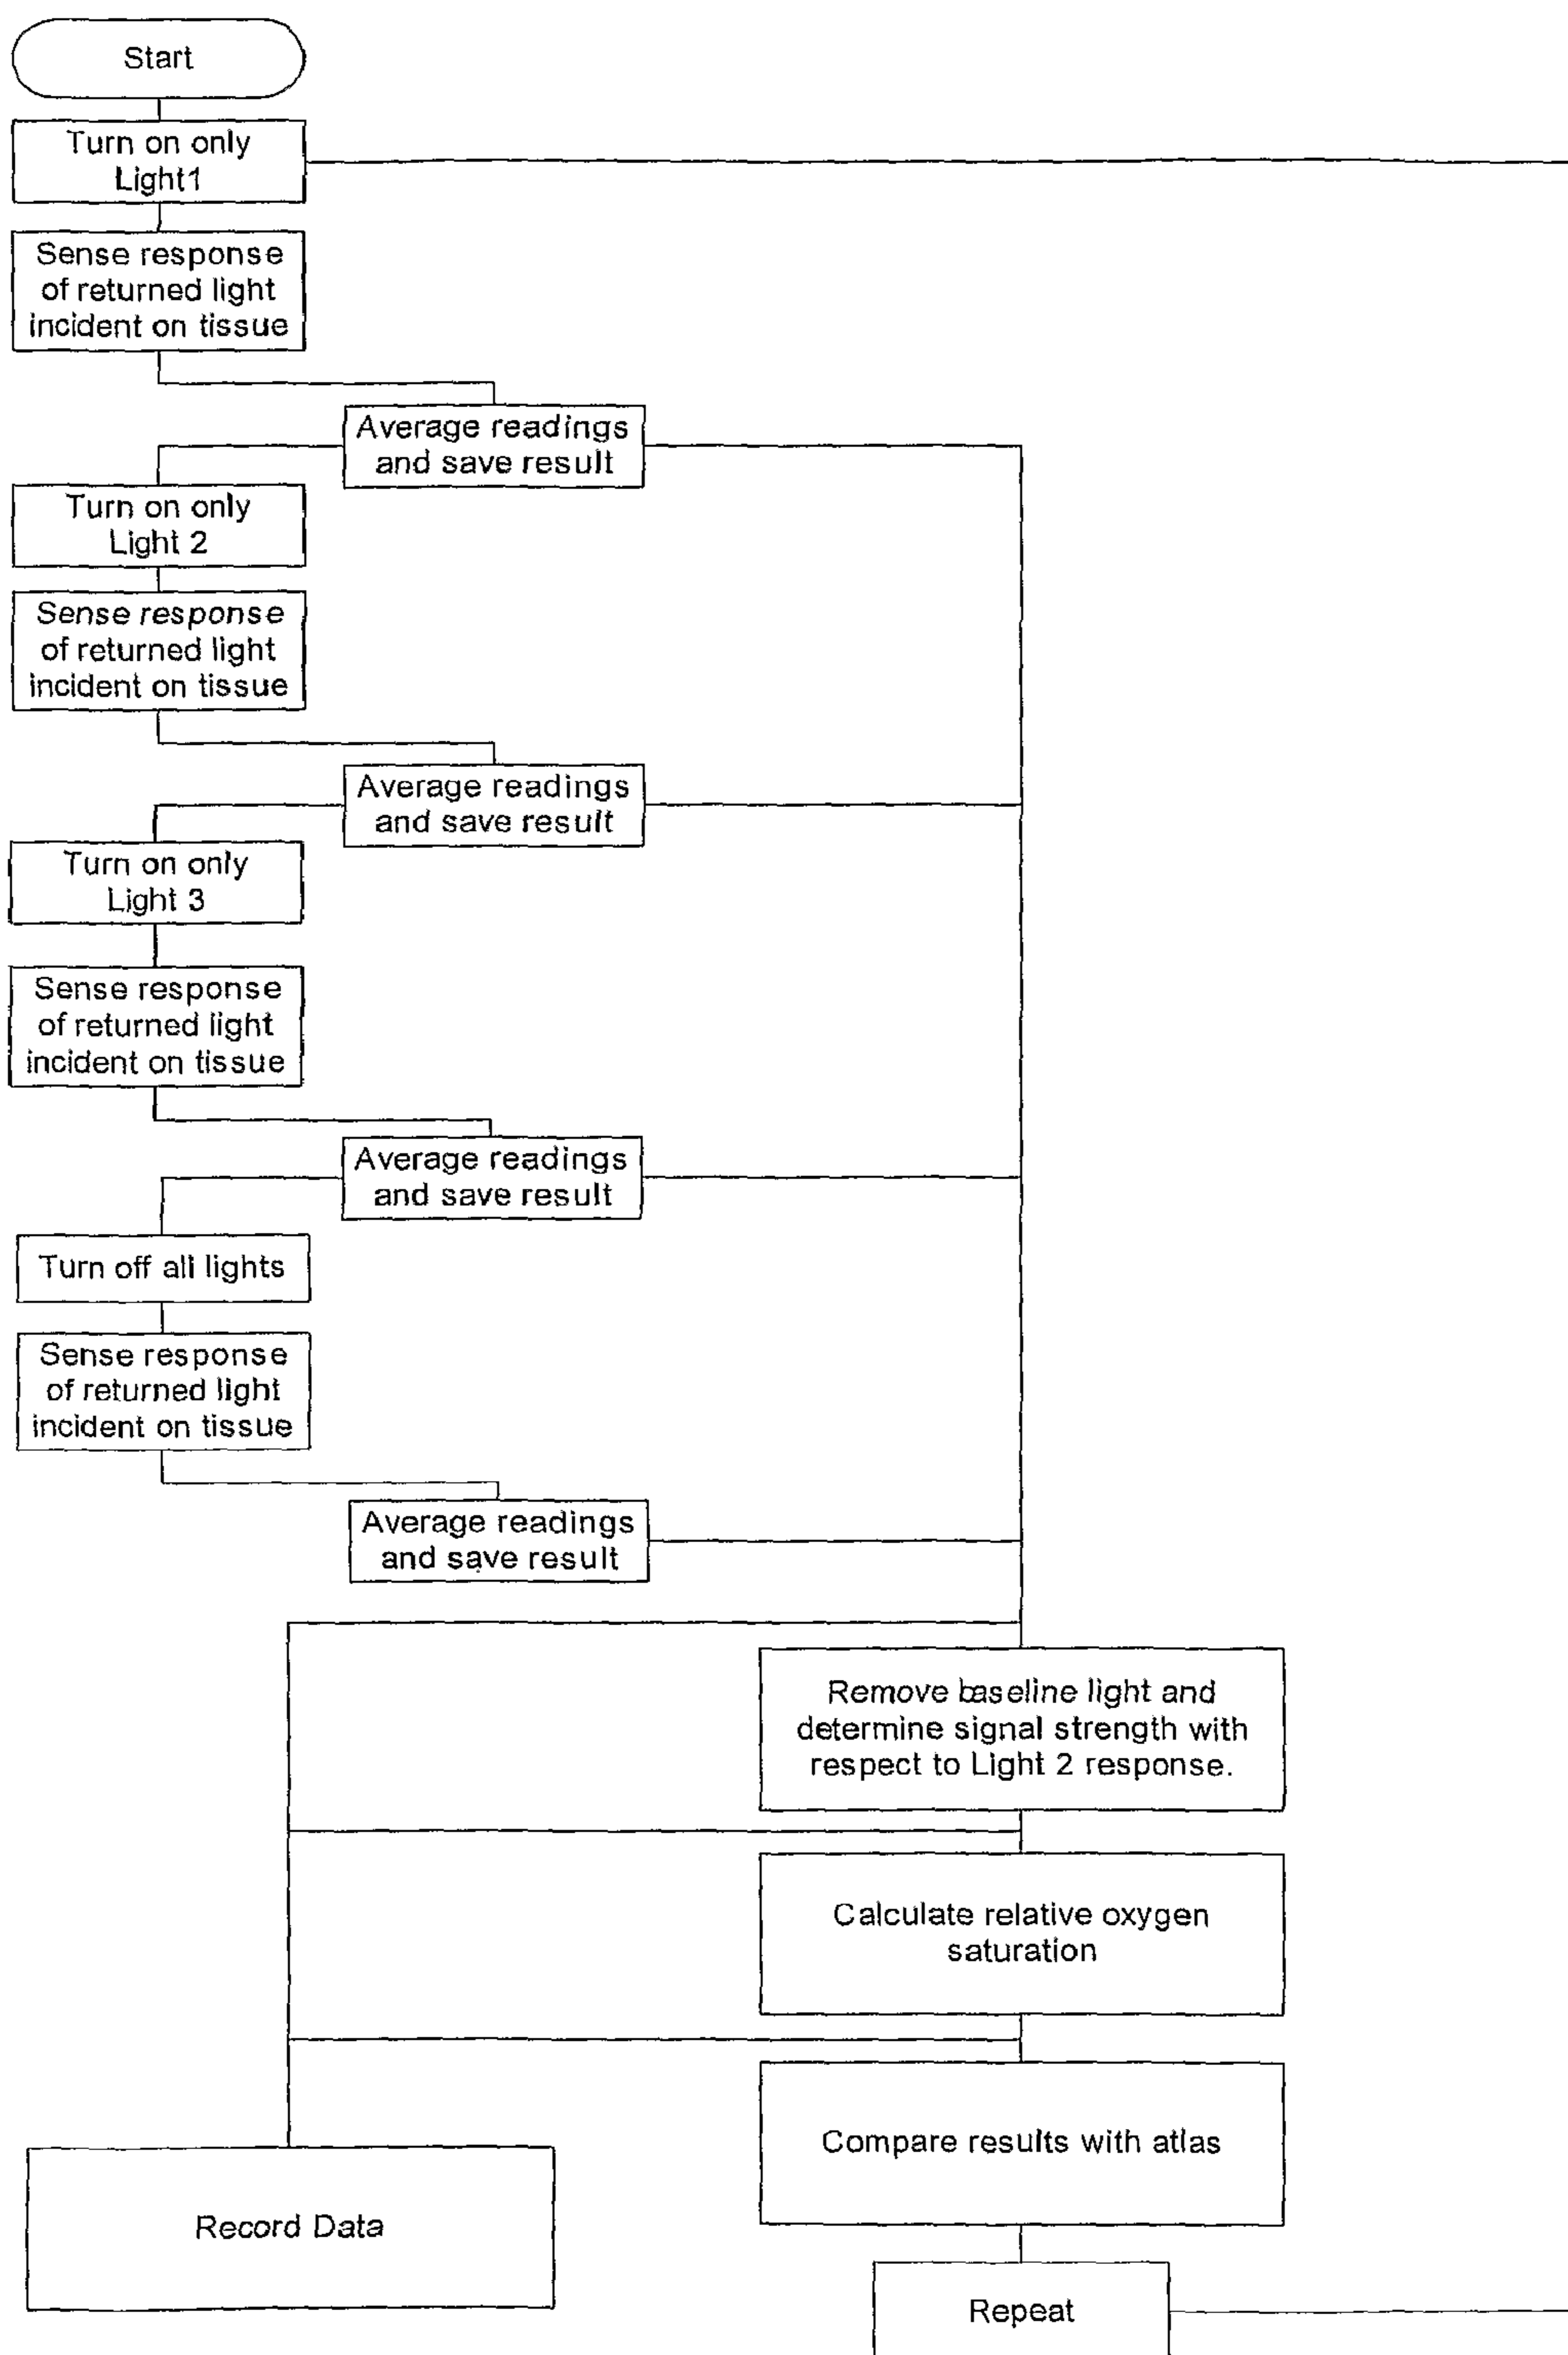 Start
Turn on only
Light1
Sense response
of returned light
incident on tissue
Average readings
and save result
Turn on only
Light 2
Sense response
of returned light
incident on tissue
Average readings
and save result
Turn on only
Light 3
Sense response
of returned light
incident on tissue
Average readings
and save result
Turn off all lights
Sense response
of returned light
incident on tissue
Average readings
and save result
Remove baseline light and
determine signal strength with
respect to Light 2 response.
Calculate relative oxygen
saturation
Compare results with atlas
Record Data
Repeat